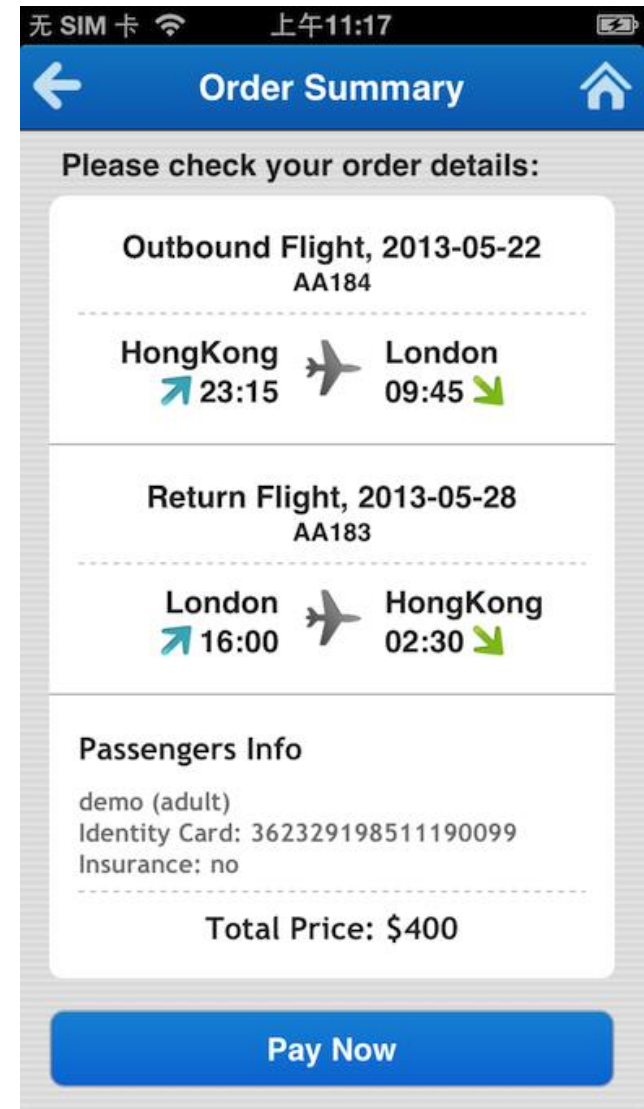 无 SIM 卡 上午11:17
Order Summary
Please check your order details:
Outbound Flight, 2013-05-22
AA184
HongKong London
23:15 09:45
Return Flight, 2013-05-28
AA183
London HongKong
16:00 02:30
Passengers Info
demo (adult)
Identity Card: 362329198511190099
Insurance: no
Total Price: $400
Pay Now